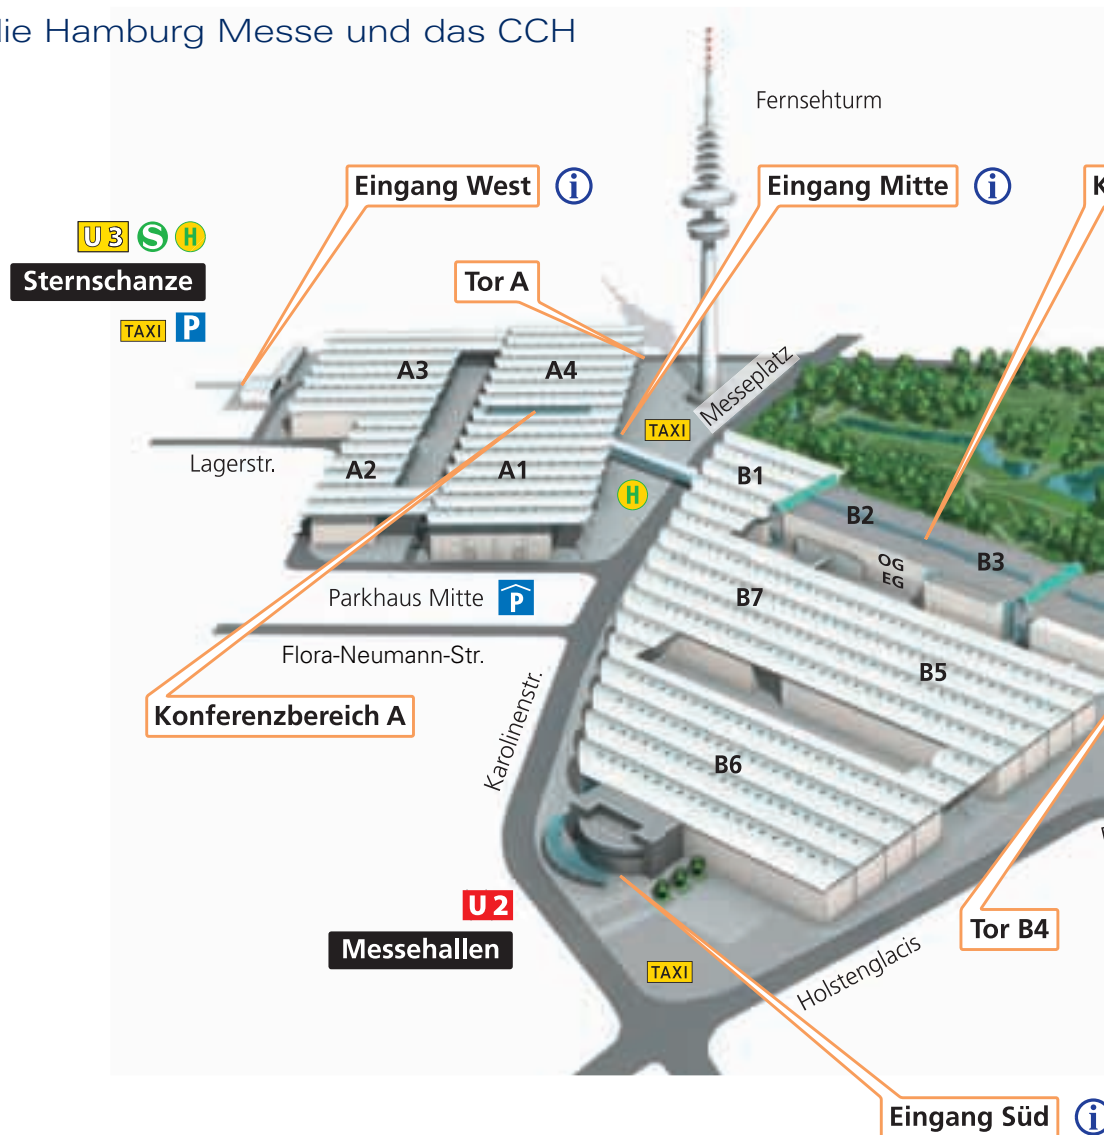 die Hamburg Messe und das CCH
Fernsehturm
Eingang West i
Eingang Mitte i
K
U3 S H
Sternschanze
TAXI P
Tor A
A3
A4
Messeplatz
TAXI
Lagerstr.
A2
A1
B1
H
B2
OG
EG
B3
Parkhaus Mitte P
B7
Flora-Neumann-Str.
B5
Karolinenstr.
Konferenzbereich A
B6
U2
Messehallen
Tor B4
TAXI
Holstenglacis
Eingang Süd i